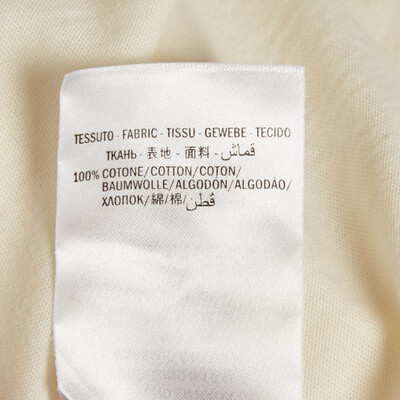 TESSUTO - FABRIC - TISSU - GEWEBE - TECIDO
ТКАНЬ - 表地 - 面料 - قماش
100% COTONE/COTTON/COTON/
BAUMWOLLE/ALGODÓN/ALGODÃO/
ХЛОПОК/綿/棉/قُطن